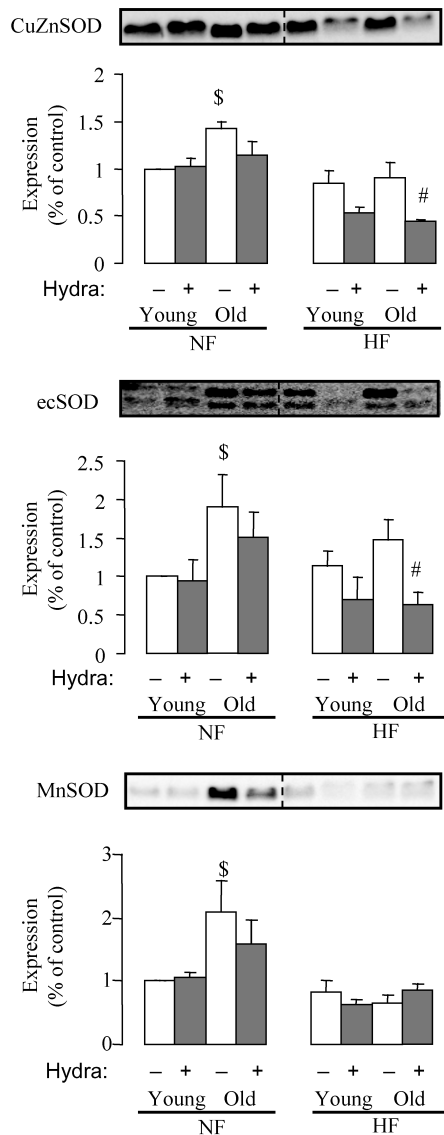 CuZnSOD
Expression
(% of control)
2
1.5
1
0.5
0
$
#
Hydra: – + – + – + – +
Young Old Young Old
NF HF
ecSOD
Expression
(% of control)
2.5
2
1.5
1
0.5
0
$
#
Hydra: – + – + – + – +
Young Old Young Old
NF HF
MnSOD
Expression
(% of control)
3
2
1
0
$
Hydra: – + – + – + – +
Young Old Young Old
NF HF